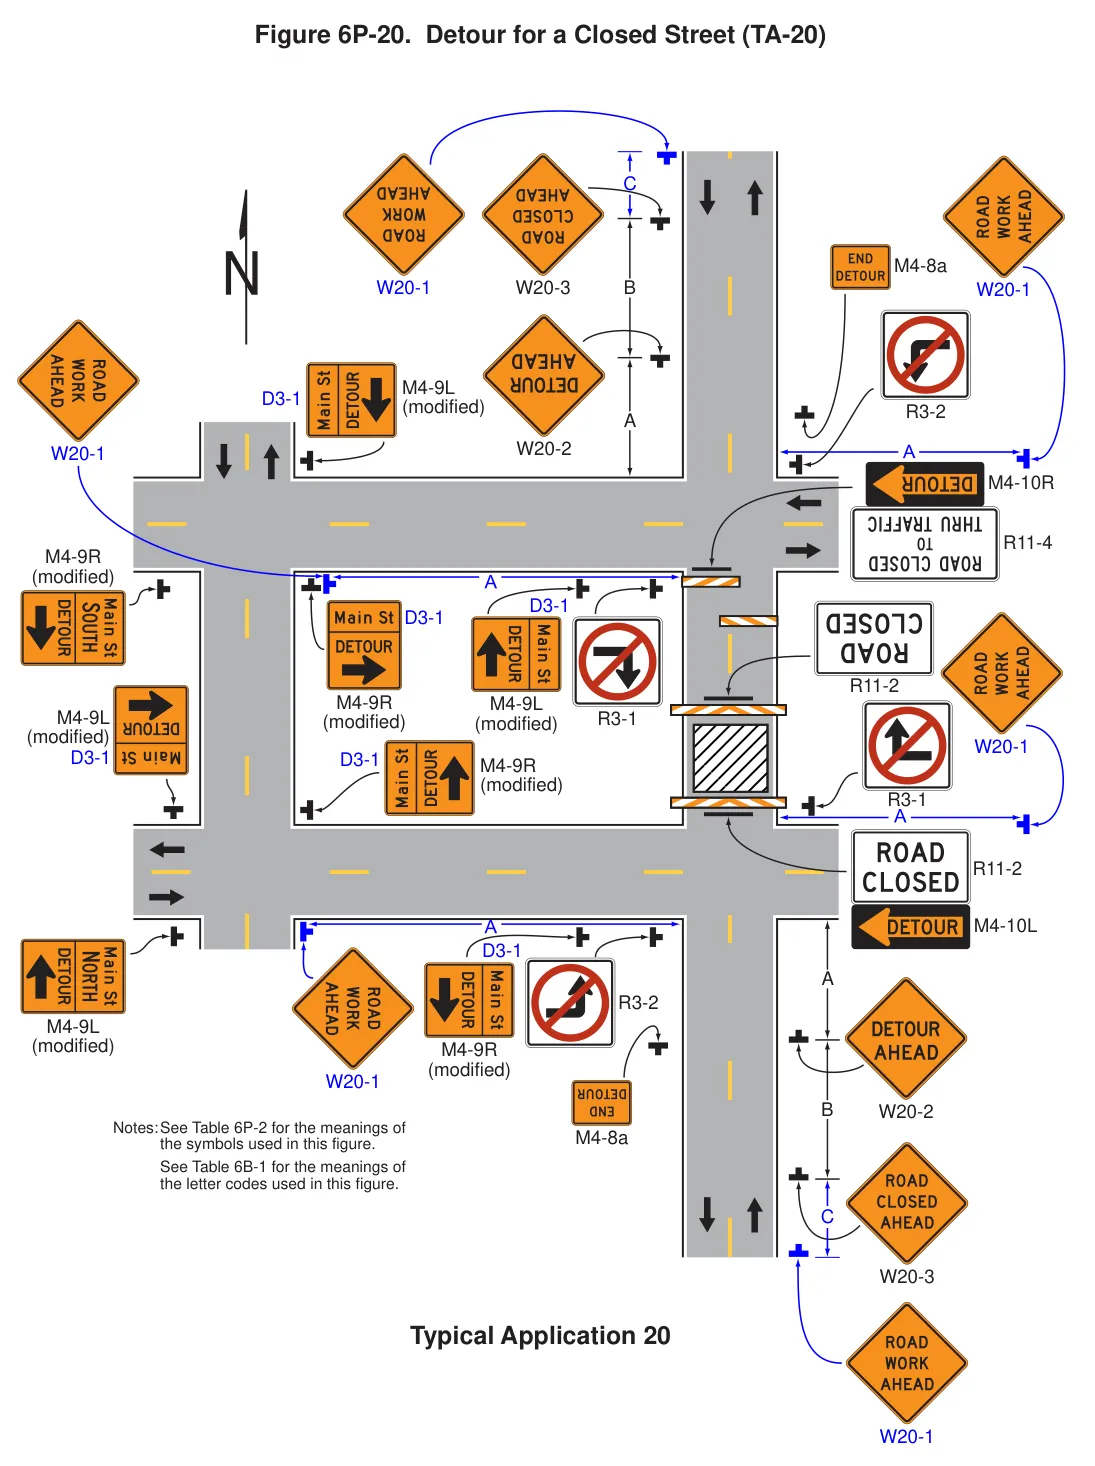 Figure 6P-20.  Detour for a Closed Street (TA-20)
ROAD
WORK
AHEAD
W20-1
ROAD
CLOSED
AHEAD
W20-3
C
ROAD
WORK
AHEAD
W20-1
END
DETOUR
M4-8a
N
B
DETOUR
AHEAD
W20-2
ROAD
WORK
AHEAD
W20-1
D3-1
Main St
DETOUR
M4-9L
(modified)
A
R3-2
A
DETOUR
M4-10R
ROAD CLOSED
TO
THRU TRAFFIC
R11-4
M4-9R
(modified)
Main St
SOUTH
DETOUR
A
Main St
DETOUR
D3-1
M4-9R
(modified)
D3-1
Main St
DETOUR
M4-9L
(modified)
R3-1
ROAD
CLOSED
R11-2
ROAD
WORK
AHEAD
W20-1
M4-9L
(modified)
D3-1
Main St
DETOUR
D3-1
Main St
DETOUR
M4-9R
(modified)
R3-1
A
ROAD
CLOSED
R11-2
DETOUR
M4-10L
Main St
NORTH
DETOUR
M4-9L
(modified)
A
ROAD
WORK
AHEAD
W20-1
D3-1
Main St
DETOUR
M4-9R
(modified)
R3-2
END
DETOUR
M4-8a
A
DETOUR
AHEAD
W20-2
B
ROAD
CLOSED
AHEAD
W20-3
C
Notes: See Table 6P-2 for the meanings of
the symbols used in this figure.
See Table 6B-1 for the meanings of
the letter codes used in this figure.
Typical Application 20
ROAD
WORK
AHEAD
W20-1